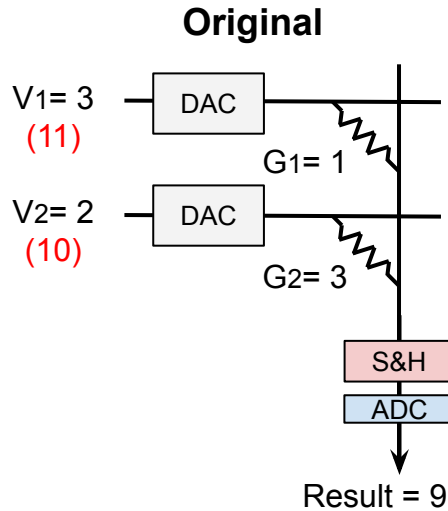 Original
V1= 3
DAC
(11)
G1= 1
V2= 2
DAC
(10)
G2= 3
S&H
ADC
Result = 9